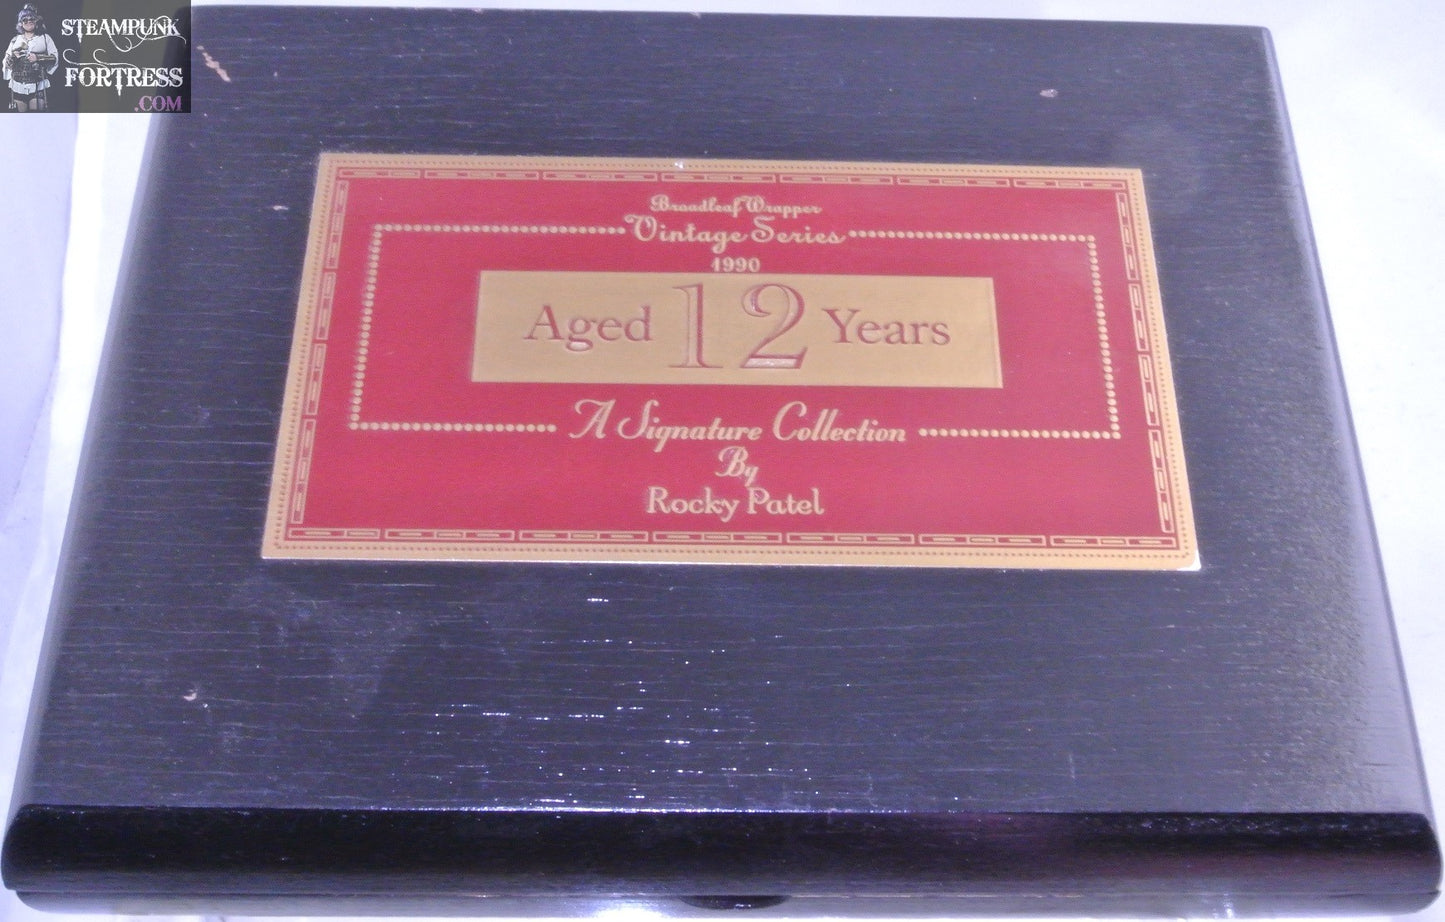 STEAMPUNK
FORTRESS
.COM
Broadleaf Wrapper
Vintage Series
1990
Aged 12 Years
A Signature Collection
By
Rocky Patel